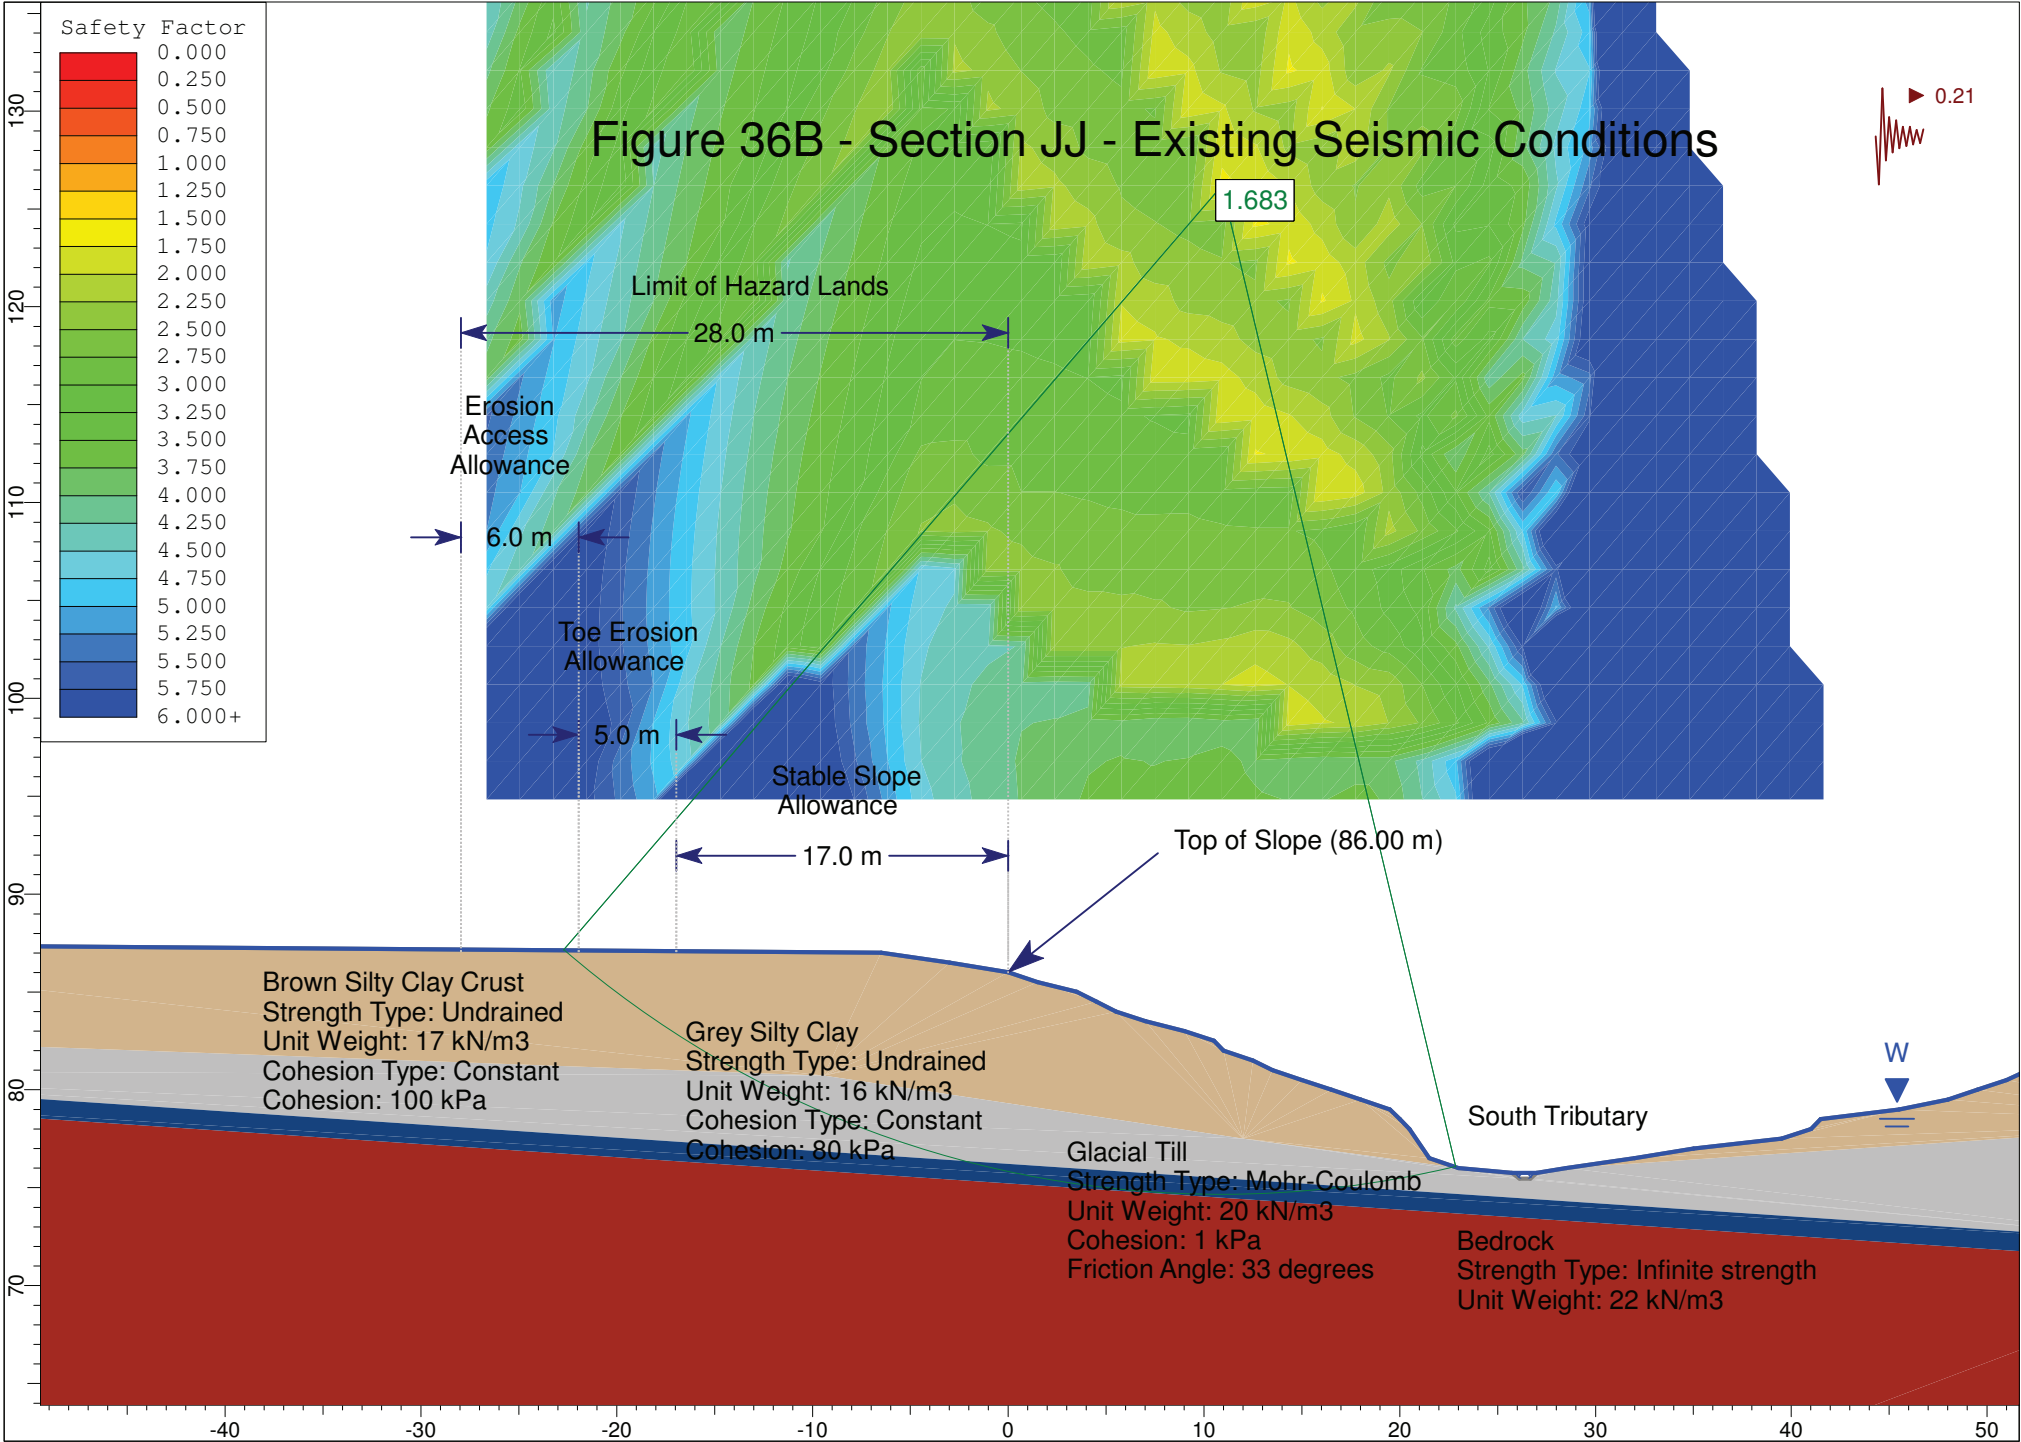 Safety Factor
0.000
0.250
0.500
0.750
1.000
1.250
1.500
1.750
2.000
2.250
2.500
2.750
3.000
3.250
3.500
3.750
4.000
4.250
4.500
4.750
5.000
5.250
5.500
5.750
6.000+
0.21
Figure 36B - Section JJ - Existing Seismic Conditions
1.683
Limit of Hazard Lands
28.0 m
Erosion
Access
Allowance
6.0 m
Toe Erosion
Allowance
5.0 m
Stable Slope
Allowance
17.0 m
Top of Slope (86.00 m)
Brown Silty Clay Crust
Strength Type: Undrained
Unit Weight: 17 kN/m3
Cohesion Type: Constant
Cohesion: 100 kPa
Grey Silty Clay
Strength Type: Undrained
Unit Weight: 16 kN/m3
Cohesion Type: Constant
Cohesion: 80 kPa
Glacial Till
Strength Type: Mohr-Coulomb
Unit Weight: 20 kN/m3
Cohesion: 1 kPa
Friction Angle: 33 degrees
South Tributary
W
Bedrock
Strength Type: Infinite strength
Unit Weight: 22 kN/m3
130
120
110
100
90
80
70
-40
-30
-20
-10
0
10
20
30
40
50